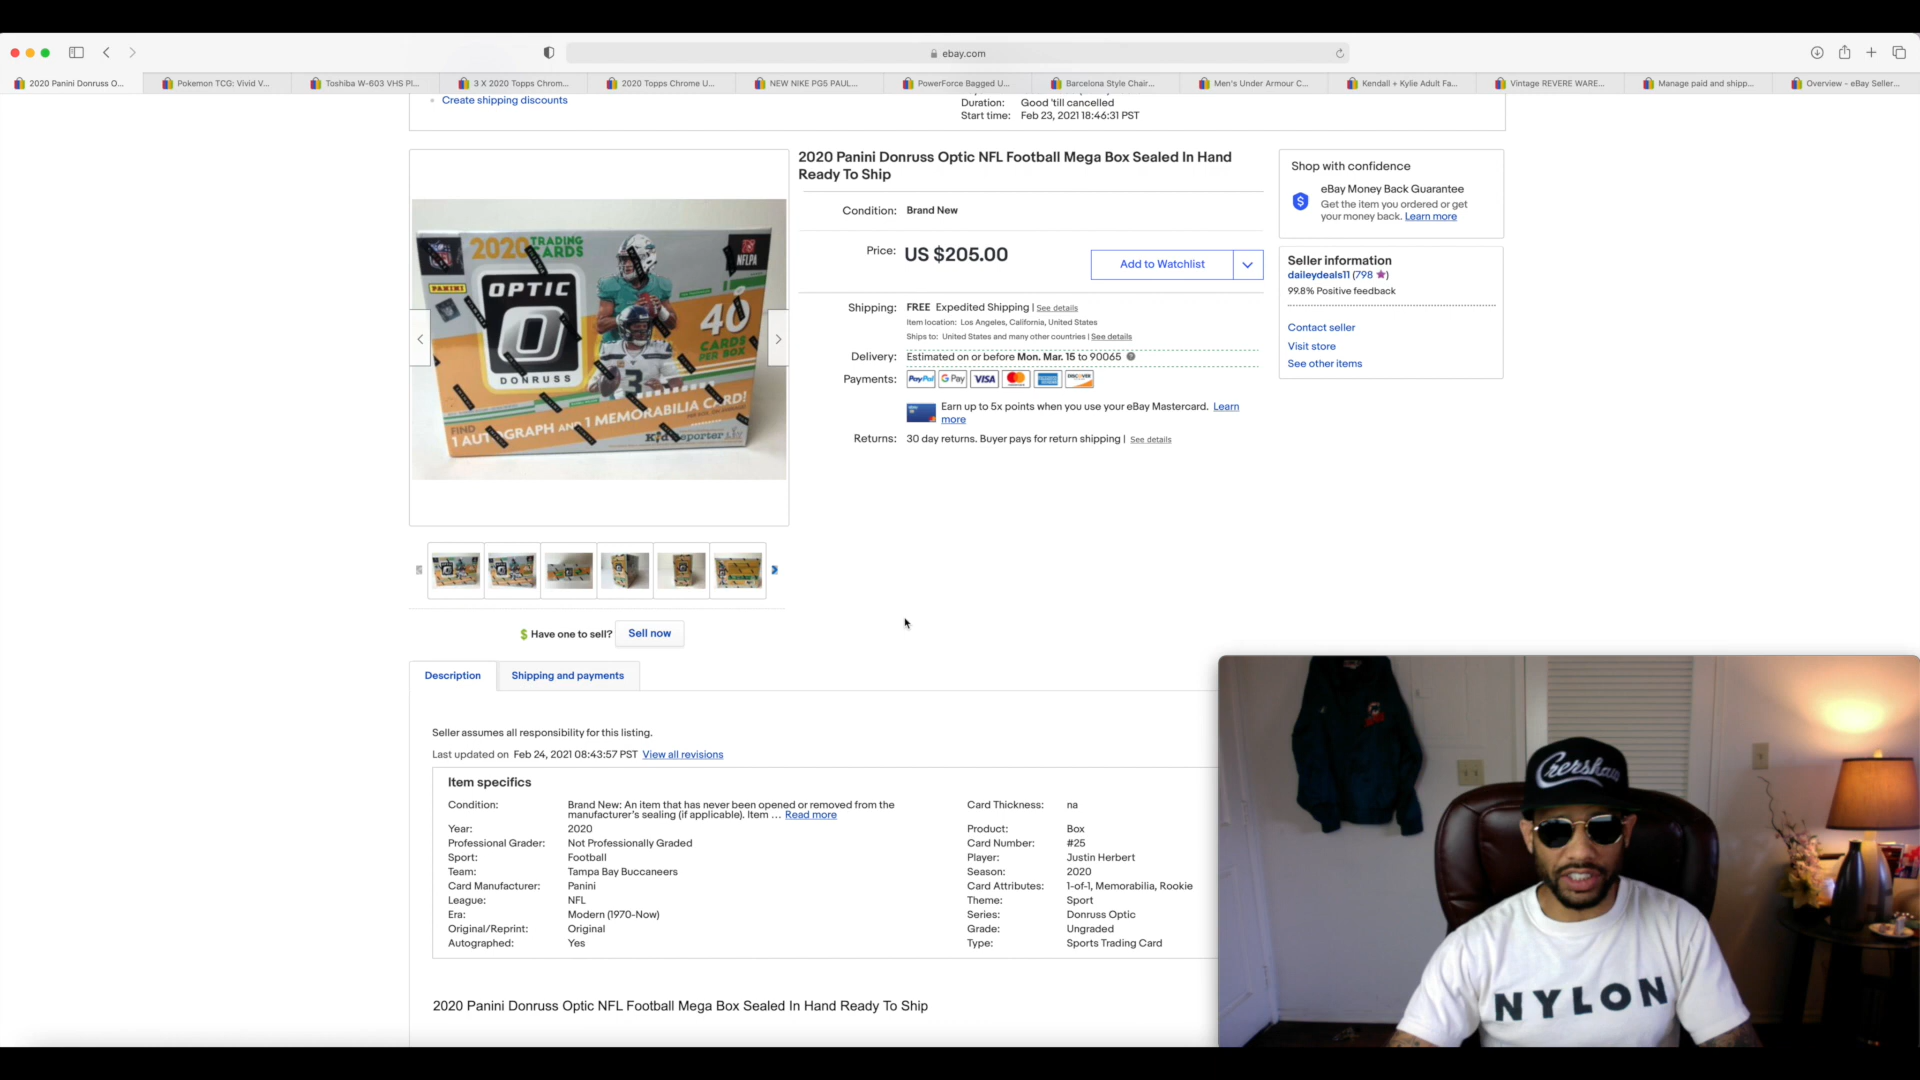 ebay.com
2020 Panini Donruss O...
Pokemon TCG: Vivid V...
Toshiba W-603 VHS Pl...
3 X 2020 Topps Chrom...
2020 Topps Chrome U...
NEW NIKE PG5 PAUL...
PowerForce Bagged U...
Barcelona Style Chair...
Men's Under Armour C...
Kendall + Kylie Adult Fa...
Vintage REVERE WARE...
Manage paid and shipp...
Overview - eBay Seller...
Create shipping discounts
Duration: Good 'till cancelled
Start time: Feb 23, 2021 18:46:31 PST
2020 Panini Donruss Optic NFL Football Mega Box Sealed In Hand
Ready To Ship
Condition: Brand New
Price: US $205.00
Add to Watchlist
Shipping: FREE Expedited Shipping | See details
Item location: Los Angeles, California, United States
Ships to: United States and many other countries | See details
Delivery: Estimated on or before Mon. Mar. 15 to 90065
Payments: PayPal G Pay VISA
Earn up to 5x points when you use your eBay Mastercard. Learn
more
Returns: 30 day returns. Buyer pays for return shipping | See details
Shop with confidence
eBay Money Back Guarantee
Get the item you ordered or get
your money back. Learn more
Seller information
daileydeals11 (798 ★)
99.8% Positive feedback
Contact seller
Visit store
See other items
2020 TRADING
CARDS
NFLPA
PANINI
OPTIC
DONRUSS
40
CARDS
PER BOX
3
FIND
1 AUTOGRAPH AND 1 MEMORABILIA CARD!
$ Have one to sell? Sell now
Description
Shipping and payments
Seller assumes all responsibility for this listing.
Last updated on Feb 24, 2021 08:43:57 PST View all revisions
Item specifics
Condition: Brand New: An item that has never been opened or removed from the
manufacturer's sealing (if applicable). Item ... Read more
Card Thickness: na
Year: 2020
Product: Box
Professional Grader: Not Professionally Graded
Card Number: #25
Sport: Football
Player: Justin Herbert
Team: Tampa Bay Buccaneers
Season: 2020
Card Manufacturer: Panini
Card Attributes: 1-of-1, Memorabilia, Rookie
League: NFL
Theme: Sport
Era: Modern (1970-Now)
Series: Donruss Optic
Original/Reprint: Original
Grade: Ungraded
Autographed: Yes
Type: Sports Trading Card
2020 Panini Donruss Optic NFL Football Mega Box Sealed In Hand Ready To Ship
Crenshaw
NYLON